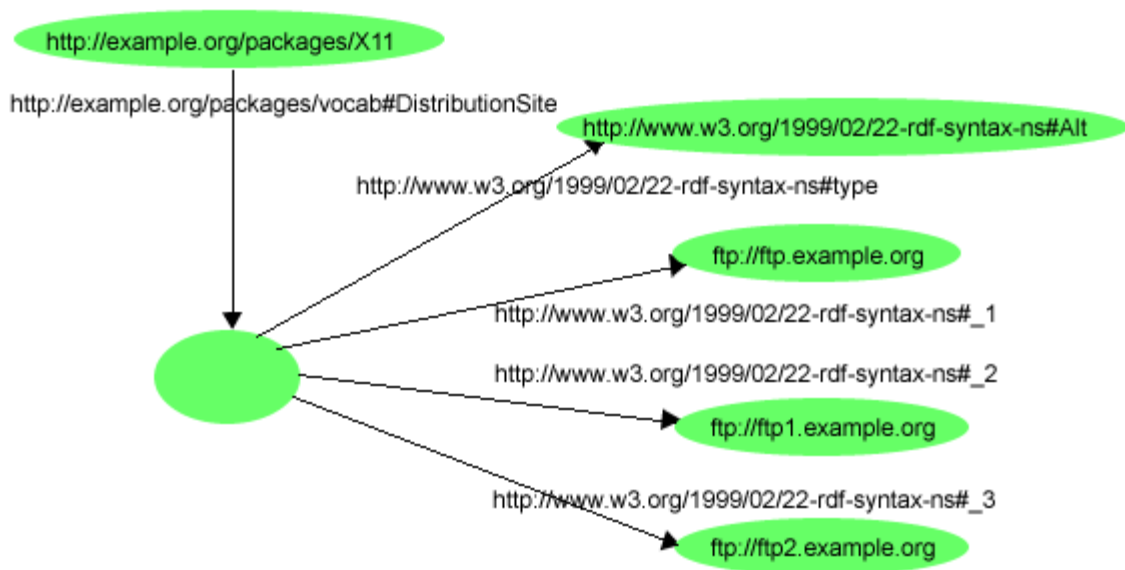 http://example.org/packages/X11
http://example.org/packages/vocab#DistributionSite
http://www.w3.org/1999/02/22-rdf-syntax-ns#Alt
http://www.w3.org/1999/02/22-rdf-syntax-ns#type
ftp://ftp.example.org
http://www.w3.org/1999/02/22-rdf-syntax-ns#_1
http://www.w3.org/1999/02/22-rdf-syntax-ns#_2
ftp://ftp1.example.org
http://www.w3.org/1999/02/22-rdf-syntax-ns#_3
ftp://ftp2.example.org